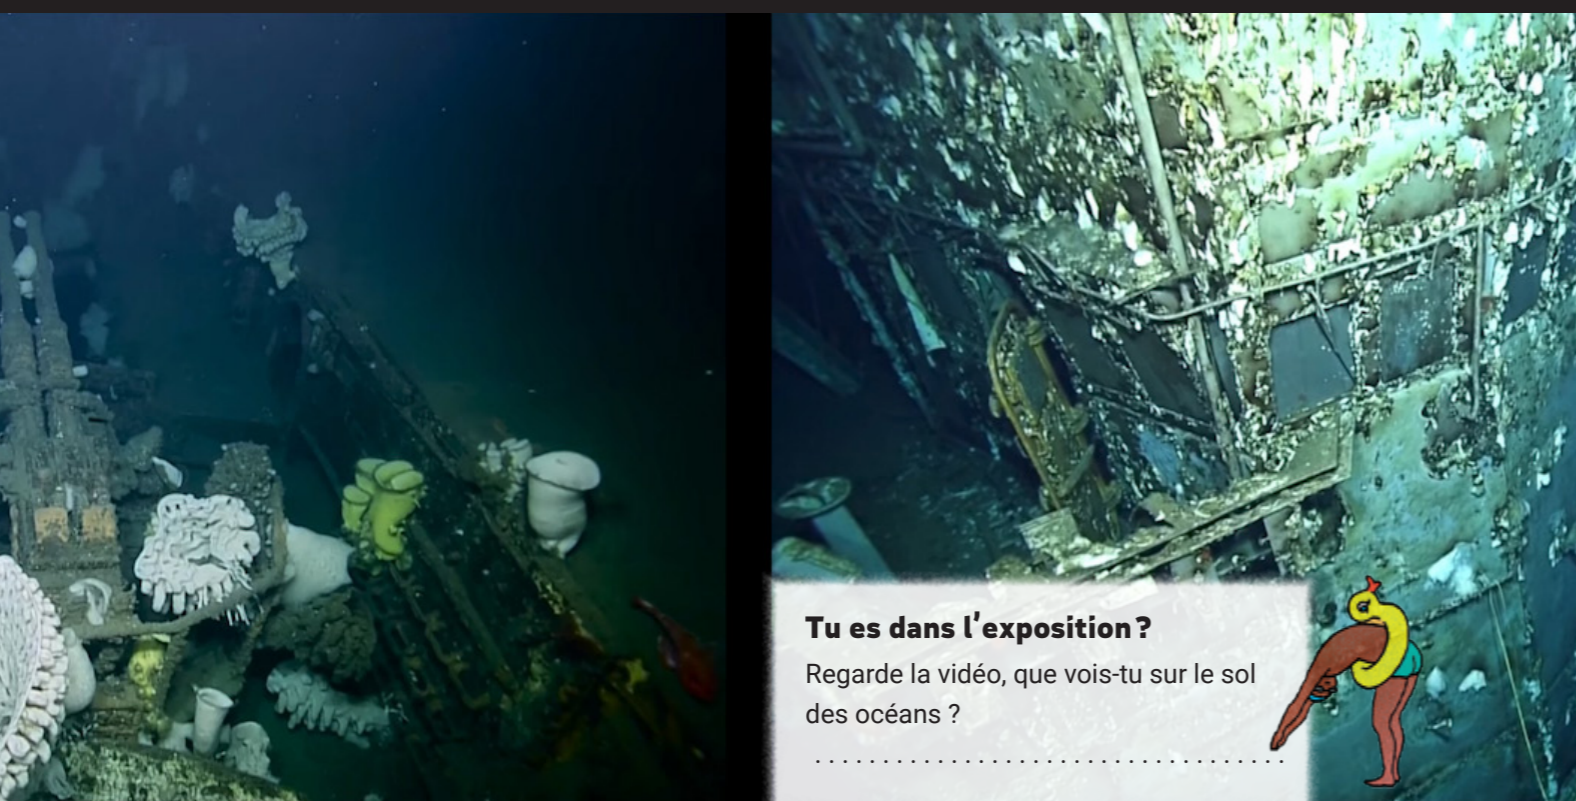 Tu es dans l'exposition ?
Regarde la vidéo, que vois-tu sur le sol
des océans ?
. . . . . . . . . . . . . . . . . . . . . . . . . . . . . . . . . . .